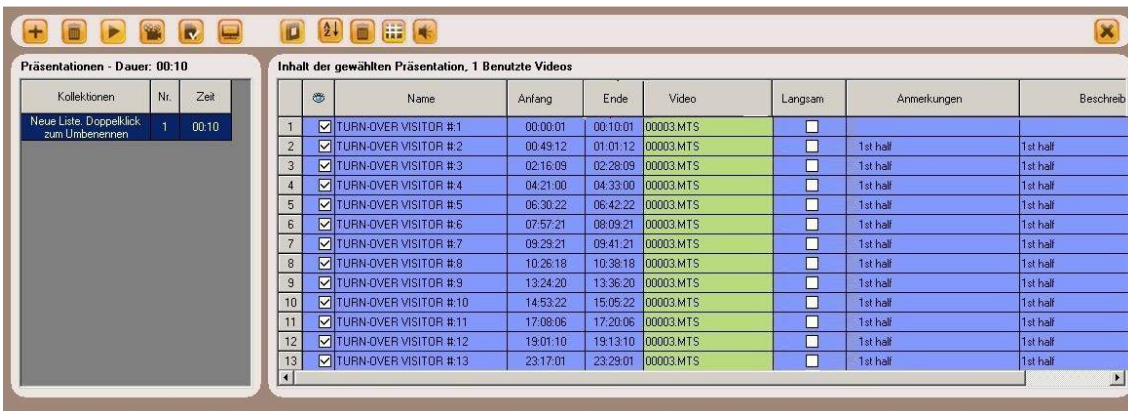 Präsentationen - Dauer: 00:10
Kollektionen Nr. Zeit
Neue Liste. Doppelklick
zum Umbenennen 1 00:10
Inhalt der gewählten Präsentation, 1 Benutzte Videos
Name Anfang Ende Video Langsam Anmerkungen Beschreib
1 TURN-OVER VISITOR #:1 00:00:01 00:10:01 00003.MTS
2 TURN-OVER VISITOR #:2 00:49:12 01:01:12 00003.MTS 1st half 1st half
3 TURN-OVER VISITOR #:3 02:16:09 02:28:09 00003.MTS 1st half 1st half
4 TURN-OVER VISITOR #:4 04:21:00 04:33:00 00003.MTS 1st half 1st half
5 TURN-OVER VISITOR #:5 06:30:22 06:42:22 00003.MTS 1st half 1st half
6 TURN-OVER VISITOR #:6 07:57:21 08:09:21 00003.MTS 1st half 1st half
7 TURN-OVER VISITOR #:7 09:29:21 09:41:21 00003.MTS 1st half 1st half
8 TURN-OVER VISITOR #:8 10:26:18 10:38:18 00003.MTS 1st half 1st half
9 TURN-OVER VISITOR #:9 13:24:20 13:36:20 00003.MTS 1st half 1st half
10 TURN-OVER VISITOR #:10 14:53:22 15:05:22 00003.MTS 1st half 1st half
11 TURN-OVER VISITOR #:11 17:08:06 17:20:06 00003.MTS 1st half 1st half
12 TURN-OVER VISITOR #:12 19:01:10 19:13:10 00003.MTS 1st half 1st half
13 TURN-OVER VISITOR #:13 23:17:01 23:29:01 00003.MTS 1st half 1st half